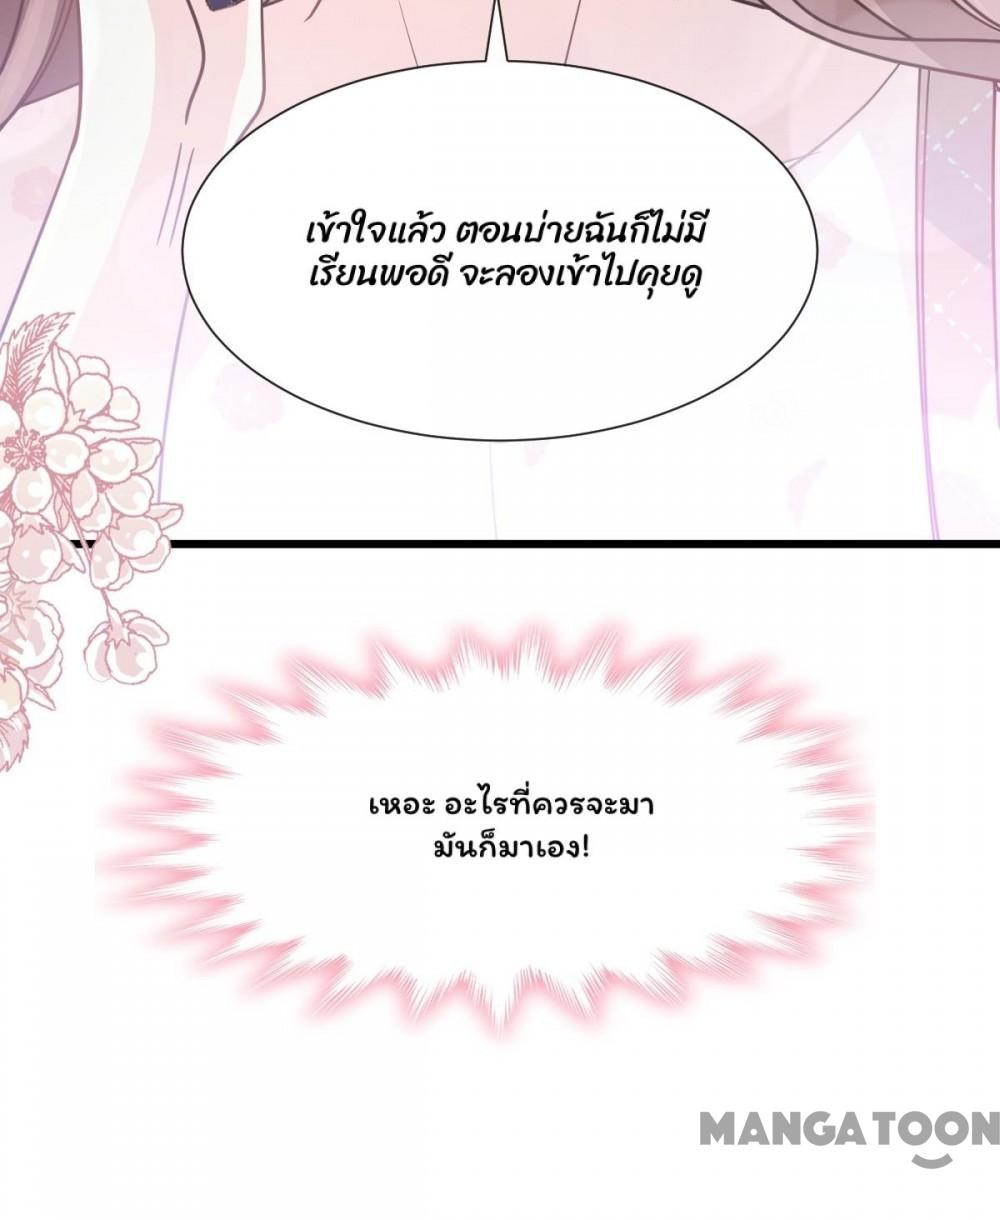 เข้าใจแล้ว ตอนบ่ายฉันก็ไม่มี
เรียนพอดี จะลองเข้าไปคุยดู
เหอะ อะไรที่ควรจะมา
มันก็มาเอง!
MANGATOON